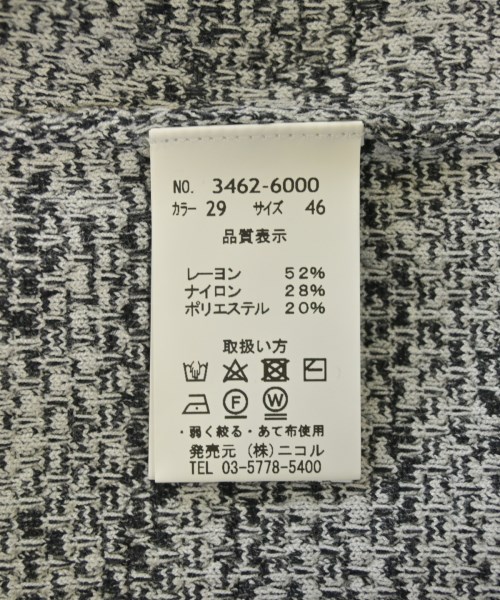 NO. 3462-6000
カラー 29 サイズ 46
品質表示
レーヨン 52%
ナイロン 28%
ポリエステル 20%
取扱い方
F W
・弱く絞る・あて布使用
発売元 (株)ニコル
TEL 03-5778-5400